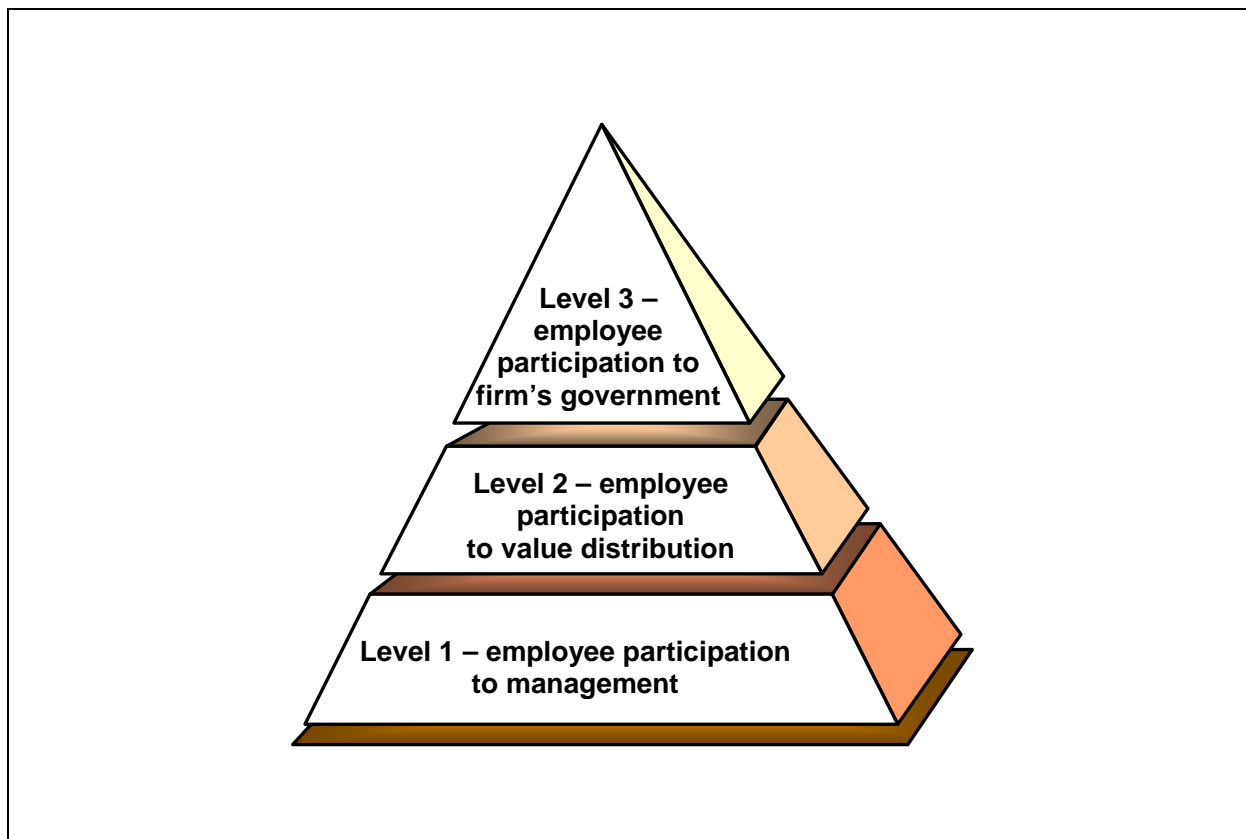 Level 3 –
employee
participation to
firm's government
Level 2 – employee
participation
to value distribution
Level 1 – employee participation
to management